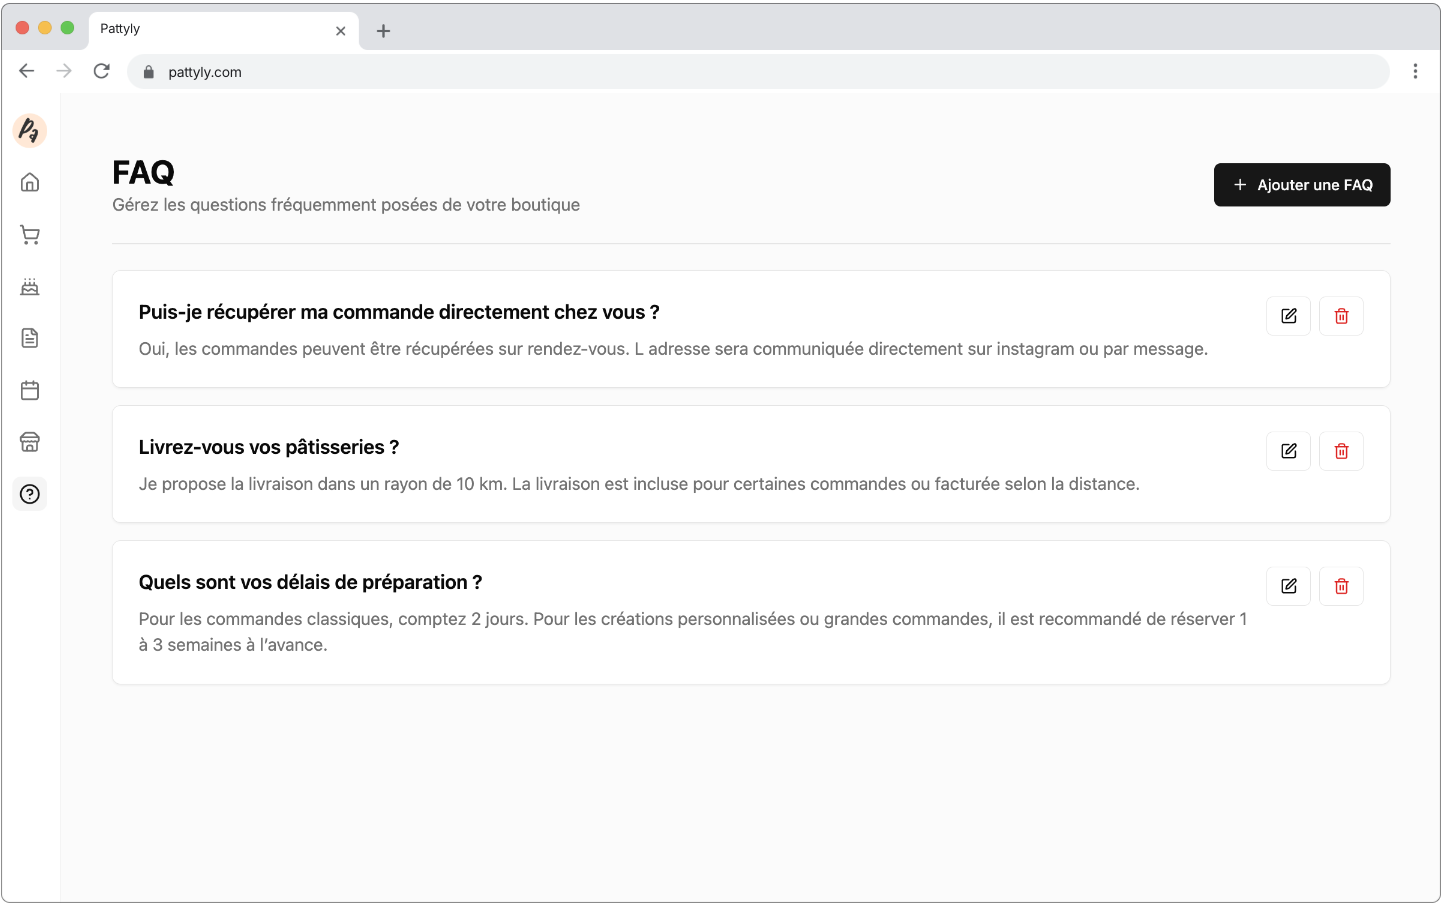 Pattyly
pattyly.com
Pa
FAQ
Gérez les questions fréquemment posées de votre boutique
Ajouter une FAQ
Puis-je récupérer ma commande directement chez vous ?
Oui, les commandes peuvent être récupérées sur rendez-vous. L adresse sera communiquée directement sur instagram ou par message.
Livrez-vous vos pâtisseries ?
Je propose la livraison dans un rayon de 10 km. La livraison est incluse pour certaines commandes ou facturée selon la distance.
Quels sont vos délais de préparation ?
Pour les commandes classiques, comptez 2 jours. Pour les créations personnalisées ou grandes commandes, il est recommandé de réserver 1
à 3 semaines à l’avance.